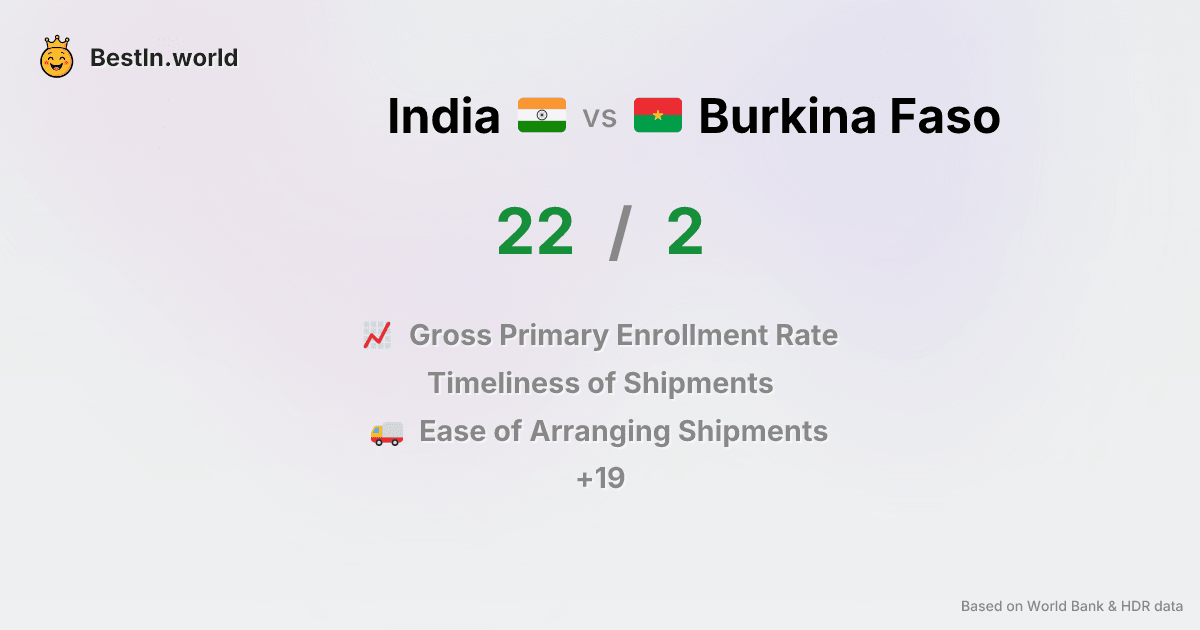 BestIn.world
India vs Burkina Faso
22 / 2
Gross Primary Enrollment Rate
Timeliness of Shipments
Ease of Arranging Shipments
+19
Based on World Bank & HDR data